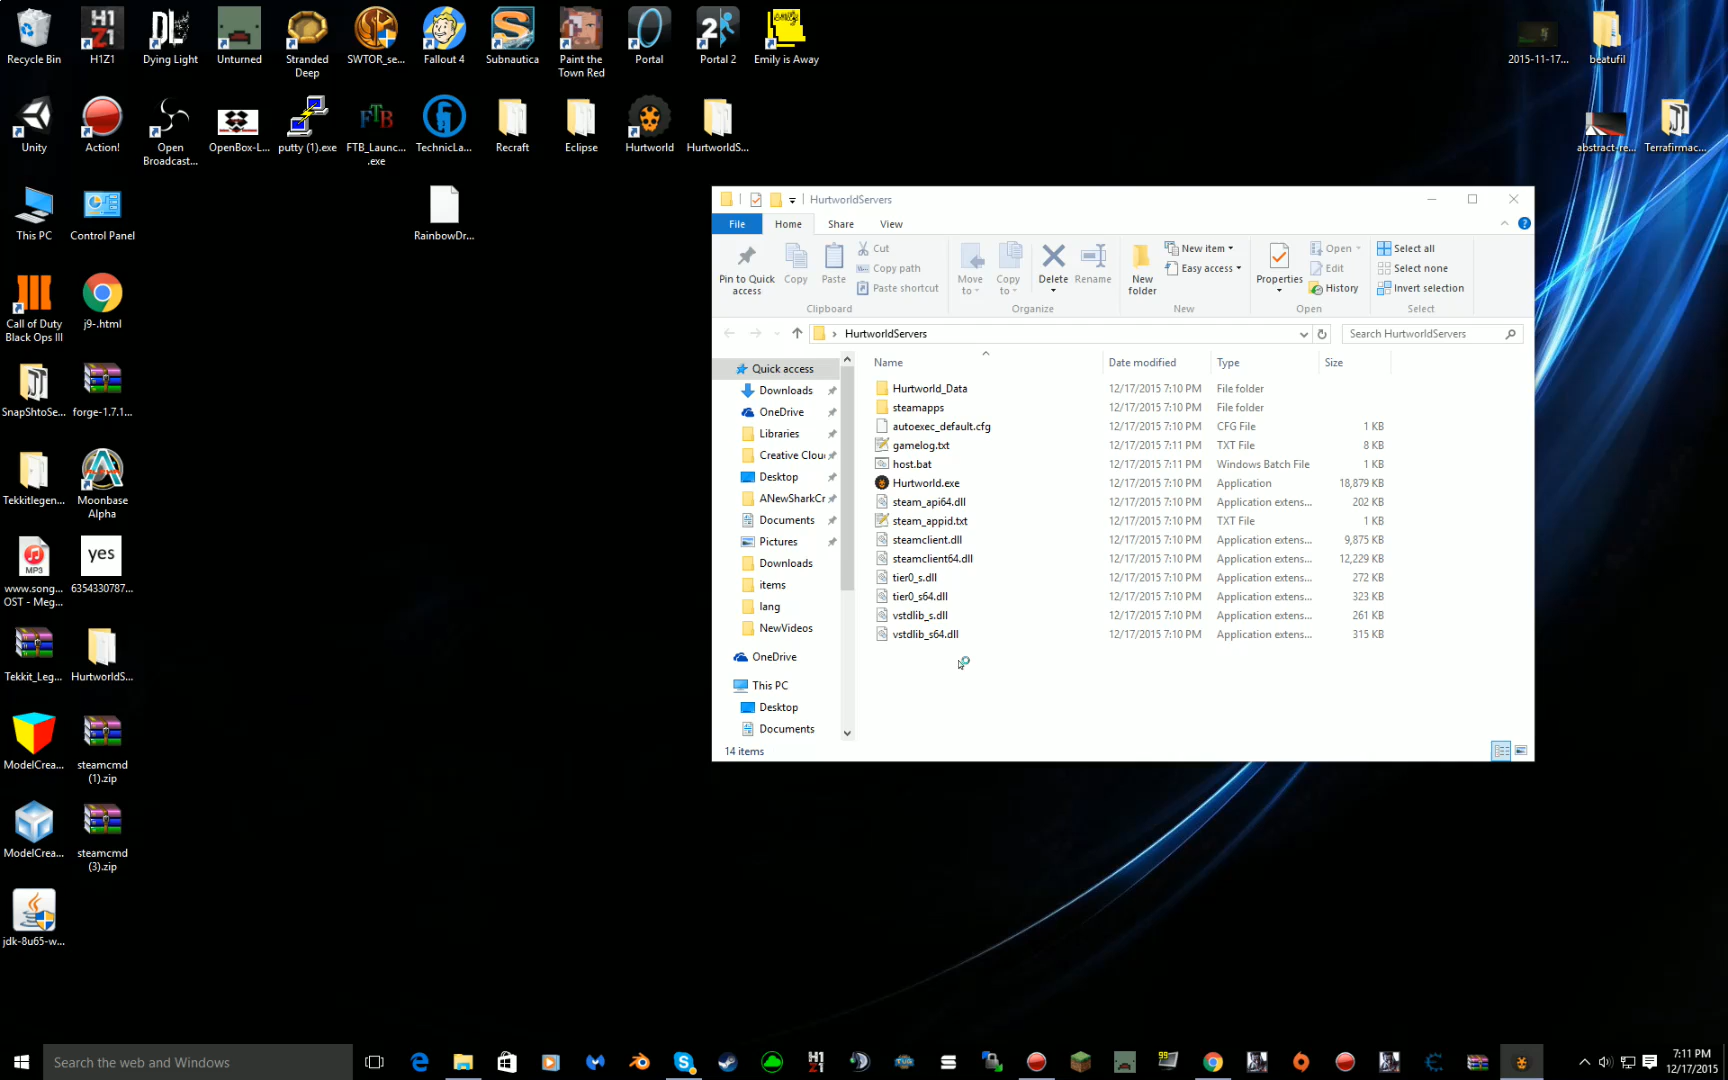 Recycle Bin
H1Z1
Dying Light
Unturned
Stranded
Deep
SWTOR_se...
Fallout 4
Subnautica
Paint the
Town Red
Portal
Portal 2
Emily is Away
2015-11-17...
beatufil
Unity
Action!
Open
Broadcast...
OpenBox-L...
putty (1).exe
FTB_Launc...
.exe
TechnicLa...
Recraft
Eclipse
Hurtworld
HurtworldS...
abstract-re...
Terrafirmac...
This PC
Control Panel
RainbowDr...
Call of Duty
Black Ops III
j9-.html
SnapShtoSe...
forge-1.7.1...
Tekkitlegen...
Moonbase
Alpha
www.song...
OST - Meg...
MP3
yes
6354330787...
Tekkit_Leg...
HurtworldS...
ModelCrea...
steamcmd
(1).zip
ModelCrea...
steamcmd
(3).zip
jdk-8u65-w...
HurtworldServers
File
Home
Share
View
Pin to Quick
access
Copy
Paste
Cut
Copy path
Paste shortcut
Clipboard
Move
to
Copy
to
Delete
Rename
Organize
New
folder
New item
Easy access
New
Properties
Open
Edit
History
Open
Select all
Select none
Invert selection
Select
HurtworldServers
Search HurtworldServers
Quick access
Downloads
OneDrive
Libraries
Creative Clou
Desktop
ANewSharkCr
Documents
Pictures
Downloads
items
lang
NewVideos
OneDrive
This PC
Desktop
Documents
Name Date modified Type Size
Hurtworld_Data 12/17/2015 7:10 PM File folder
steamapps 12/17/2015 7:10 PM File folder
autoexec_default.cfg 12/17/2015 7:10 PM CFG File 1 KB
gamelog.txt 12/17/2015 7:11 PM TXT File 8 KB
host.bat 12/17/2015 7:11 PM Windows Batch File 1 KB
Hurtworld.exe 12/17/2015 7:10 PM Application 18,879 KB
steam_api64.dll 12/17/2015 7:10 PM Application extens... 202 KB
steam_appid.txt 12/17/2015 7:10 PM TXT File 1 KB
steamclient.dll 12/17/2015 7:10 PM Application extens... 9,875 KB
steamclient64.dll 12/17/2015 7:10 PM Application extens... 12,229 KB
tier0_s.dll 12/17/2015 7:10 PM Application extens... 272 KB
tier0_s64.dll 12/17/2015 7:10 PM Application extens... 323 KB
vstdlib_s.dll 12/17/2015 7:10 PM Application extens... 261 KB
vstdlib_s64.dll 12/17/2015 7:10 PM Application extens... 315 KB
14 items
Search the web and Windows
7:11 PM
12/17/2015